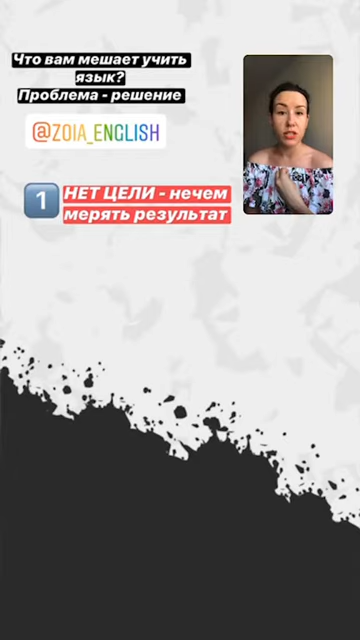 Что вам мешает учить
язык?
Проблема - решение
@ZOIA_ENGLISH
1 НЕТ ЦЕЛИ - нечем
мерять результат